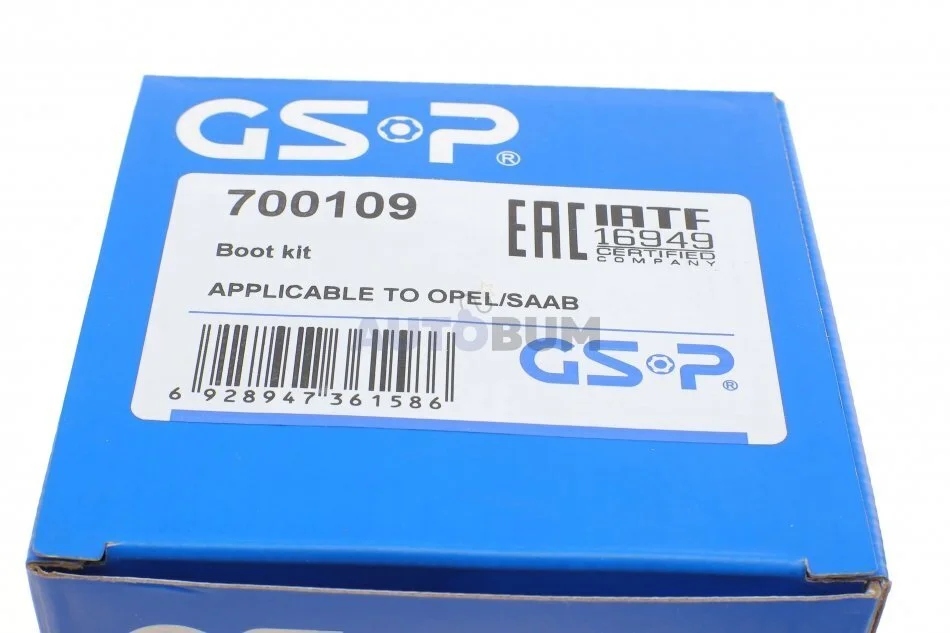 GS•P®
700109
EAC IATF
16949
CERTIFIED
COMPANY
Boot kit
APPLICABLE TO OPEL/SAAB
AUTOBUM
GS•P®
6 928947 361586